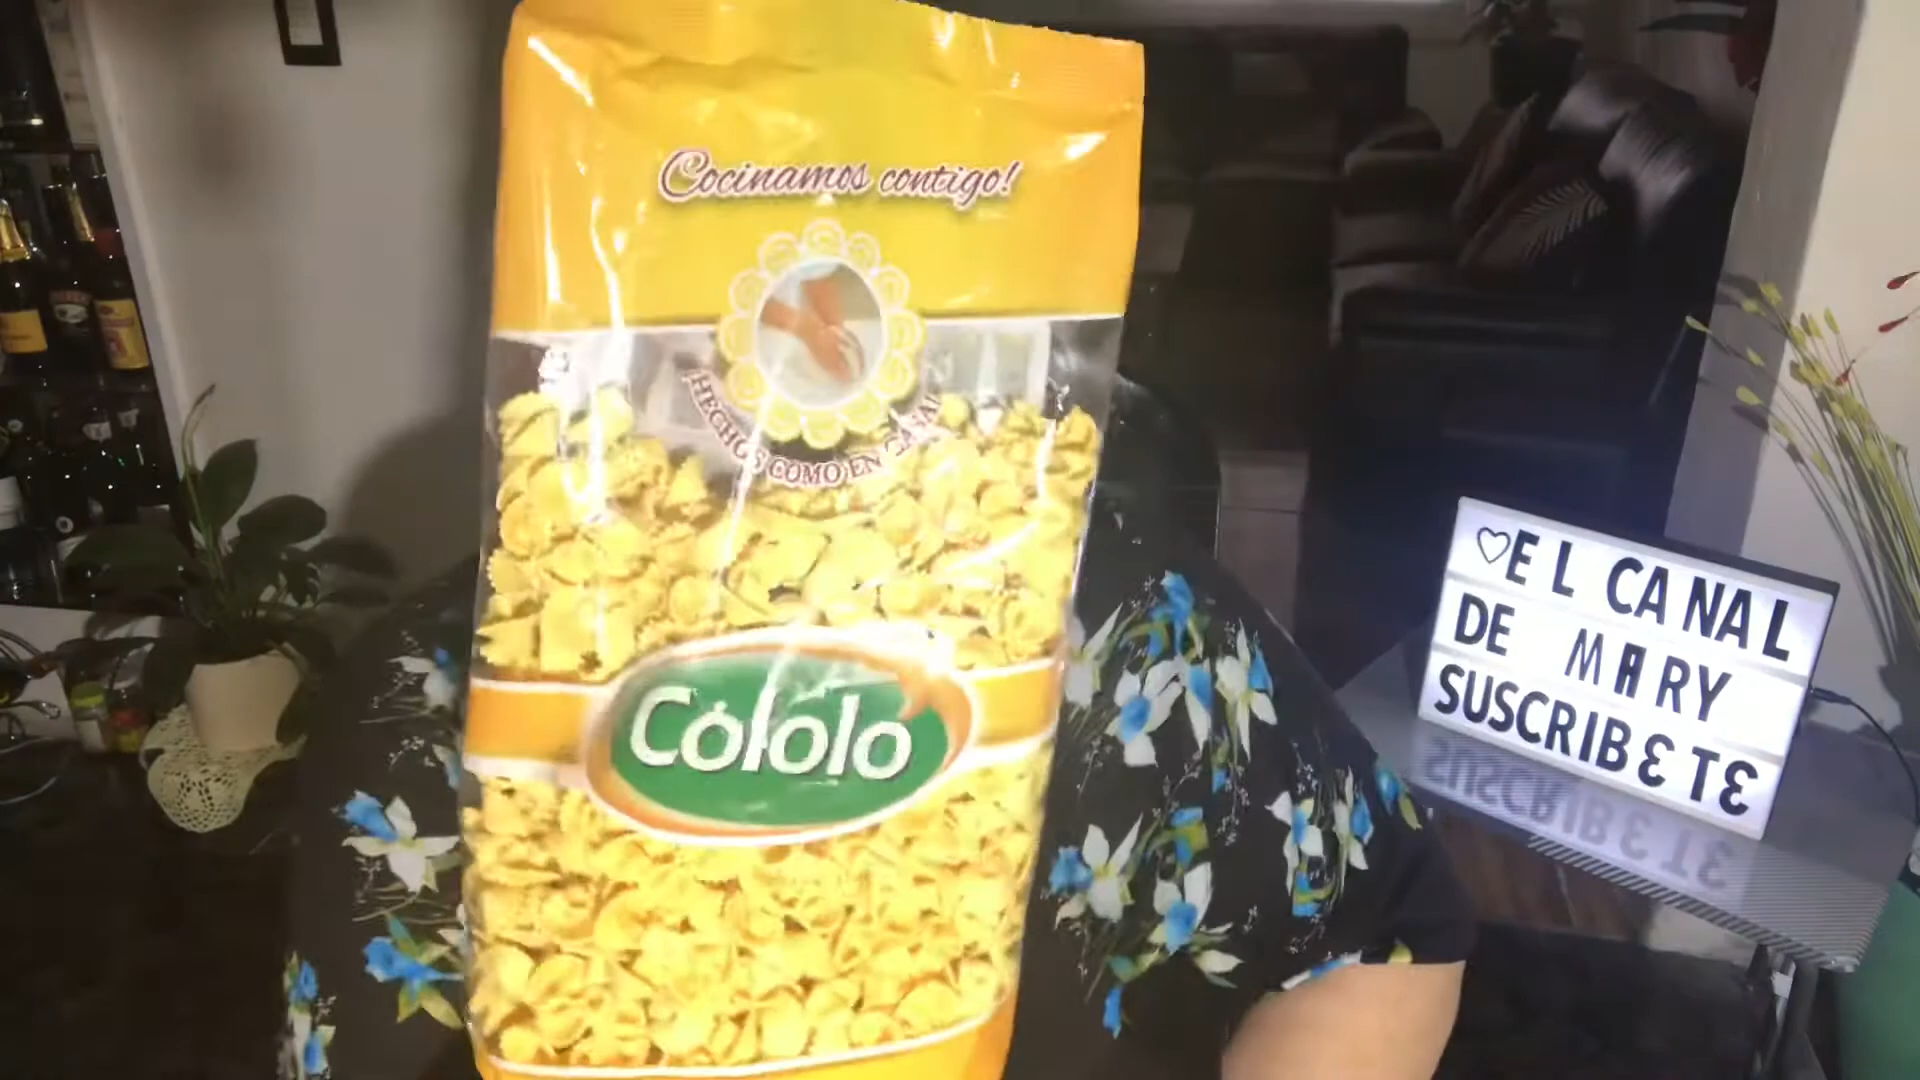 Cocinamos contigo!
¡HECHOS COMO EN CASA!
Cololo
♡EL CANAL
DE MARY
SUSCRIBETE